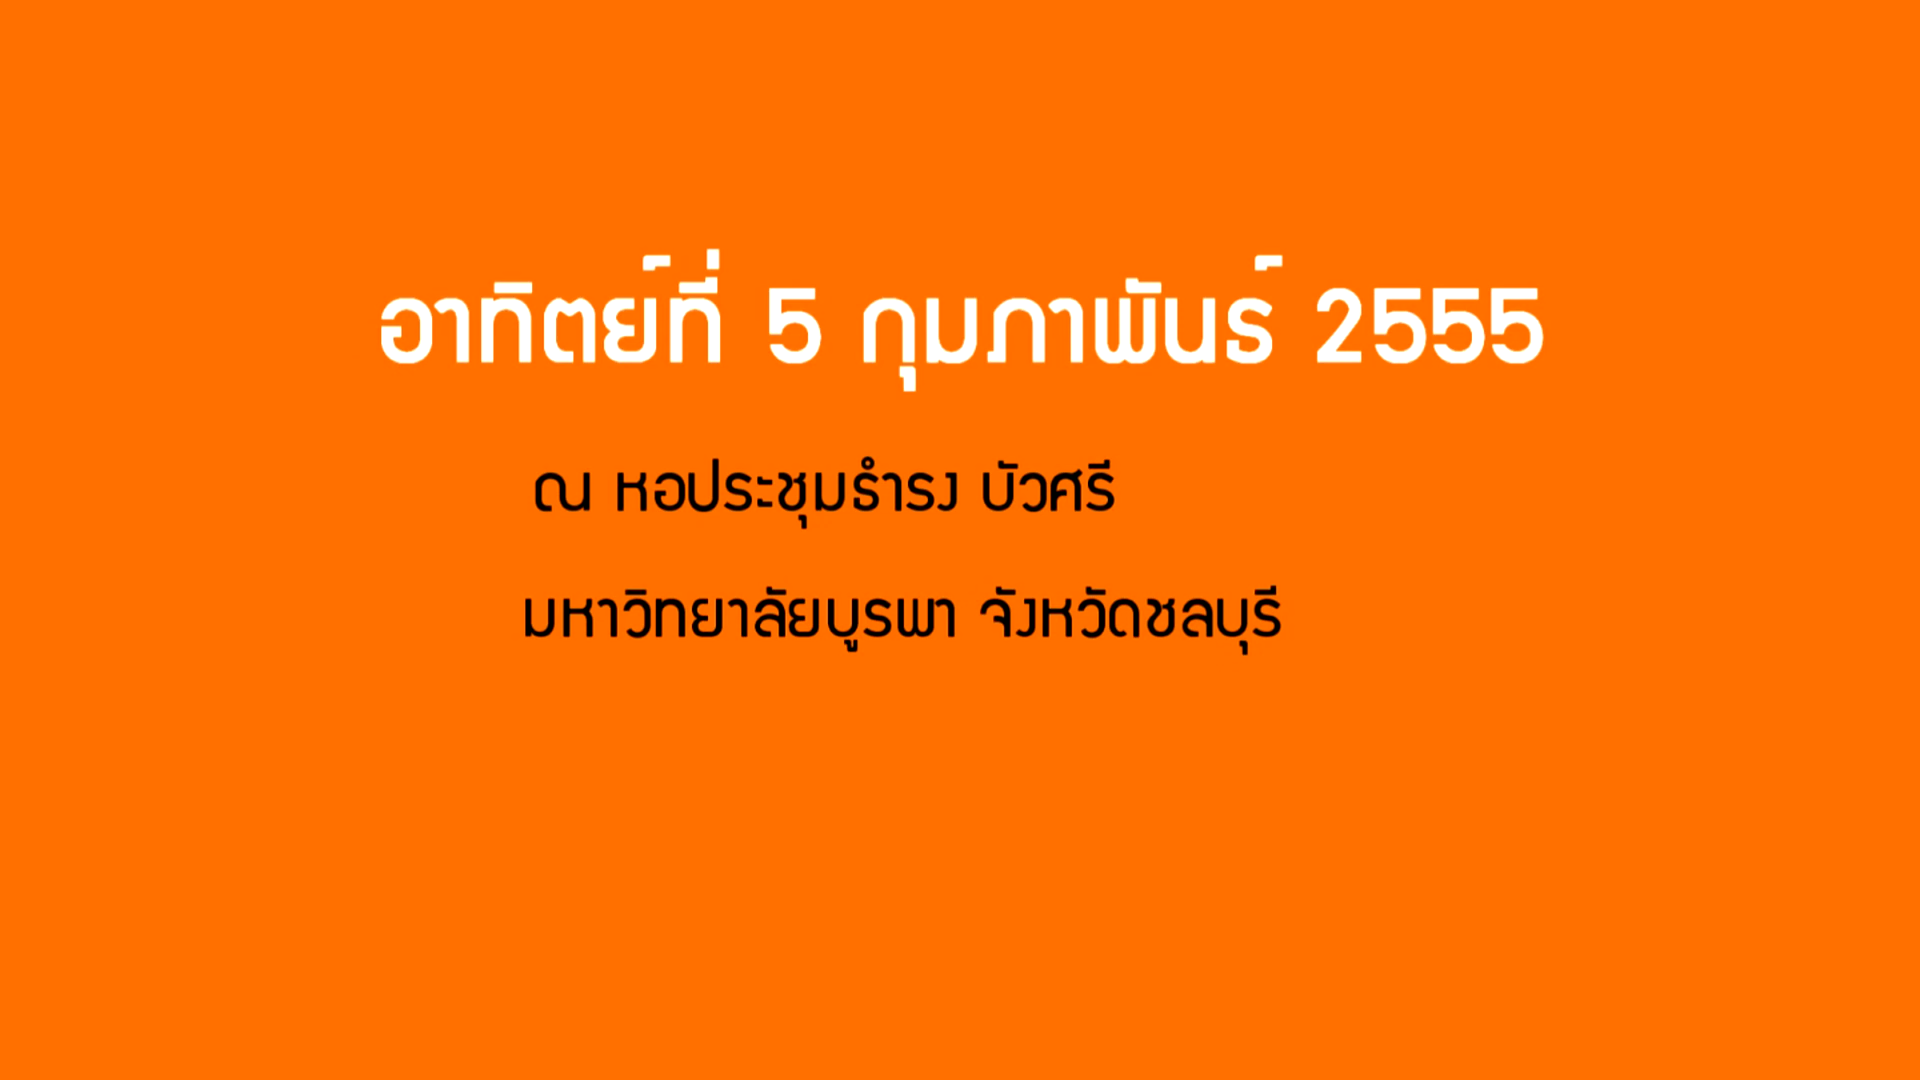 อาทิตย์ที่ 5 กุมภาพันธ์ 2555
ณ หอประชุมธำรง บัวศรี
มหาวิทยาลัยบูรพา จังหวัดชลบุรี